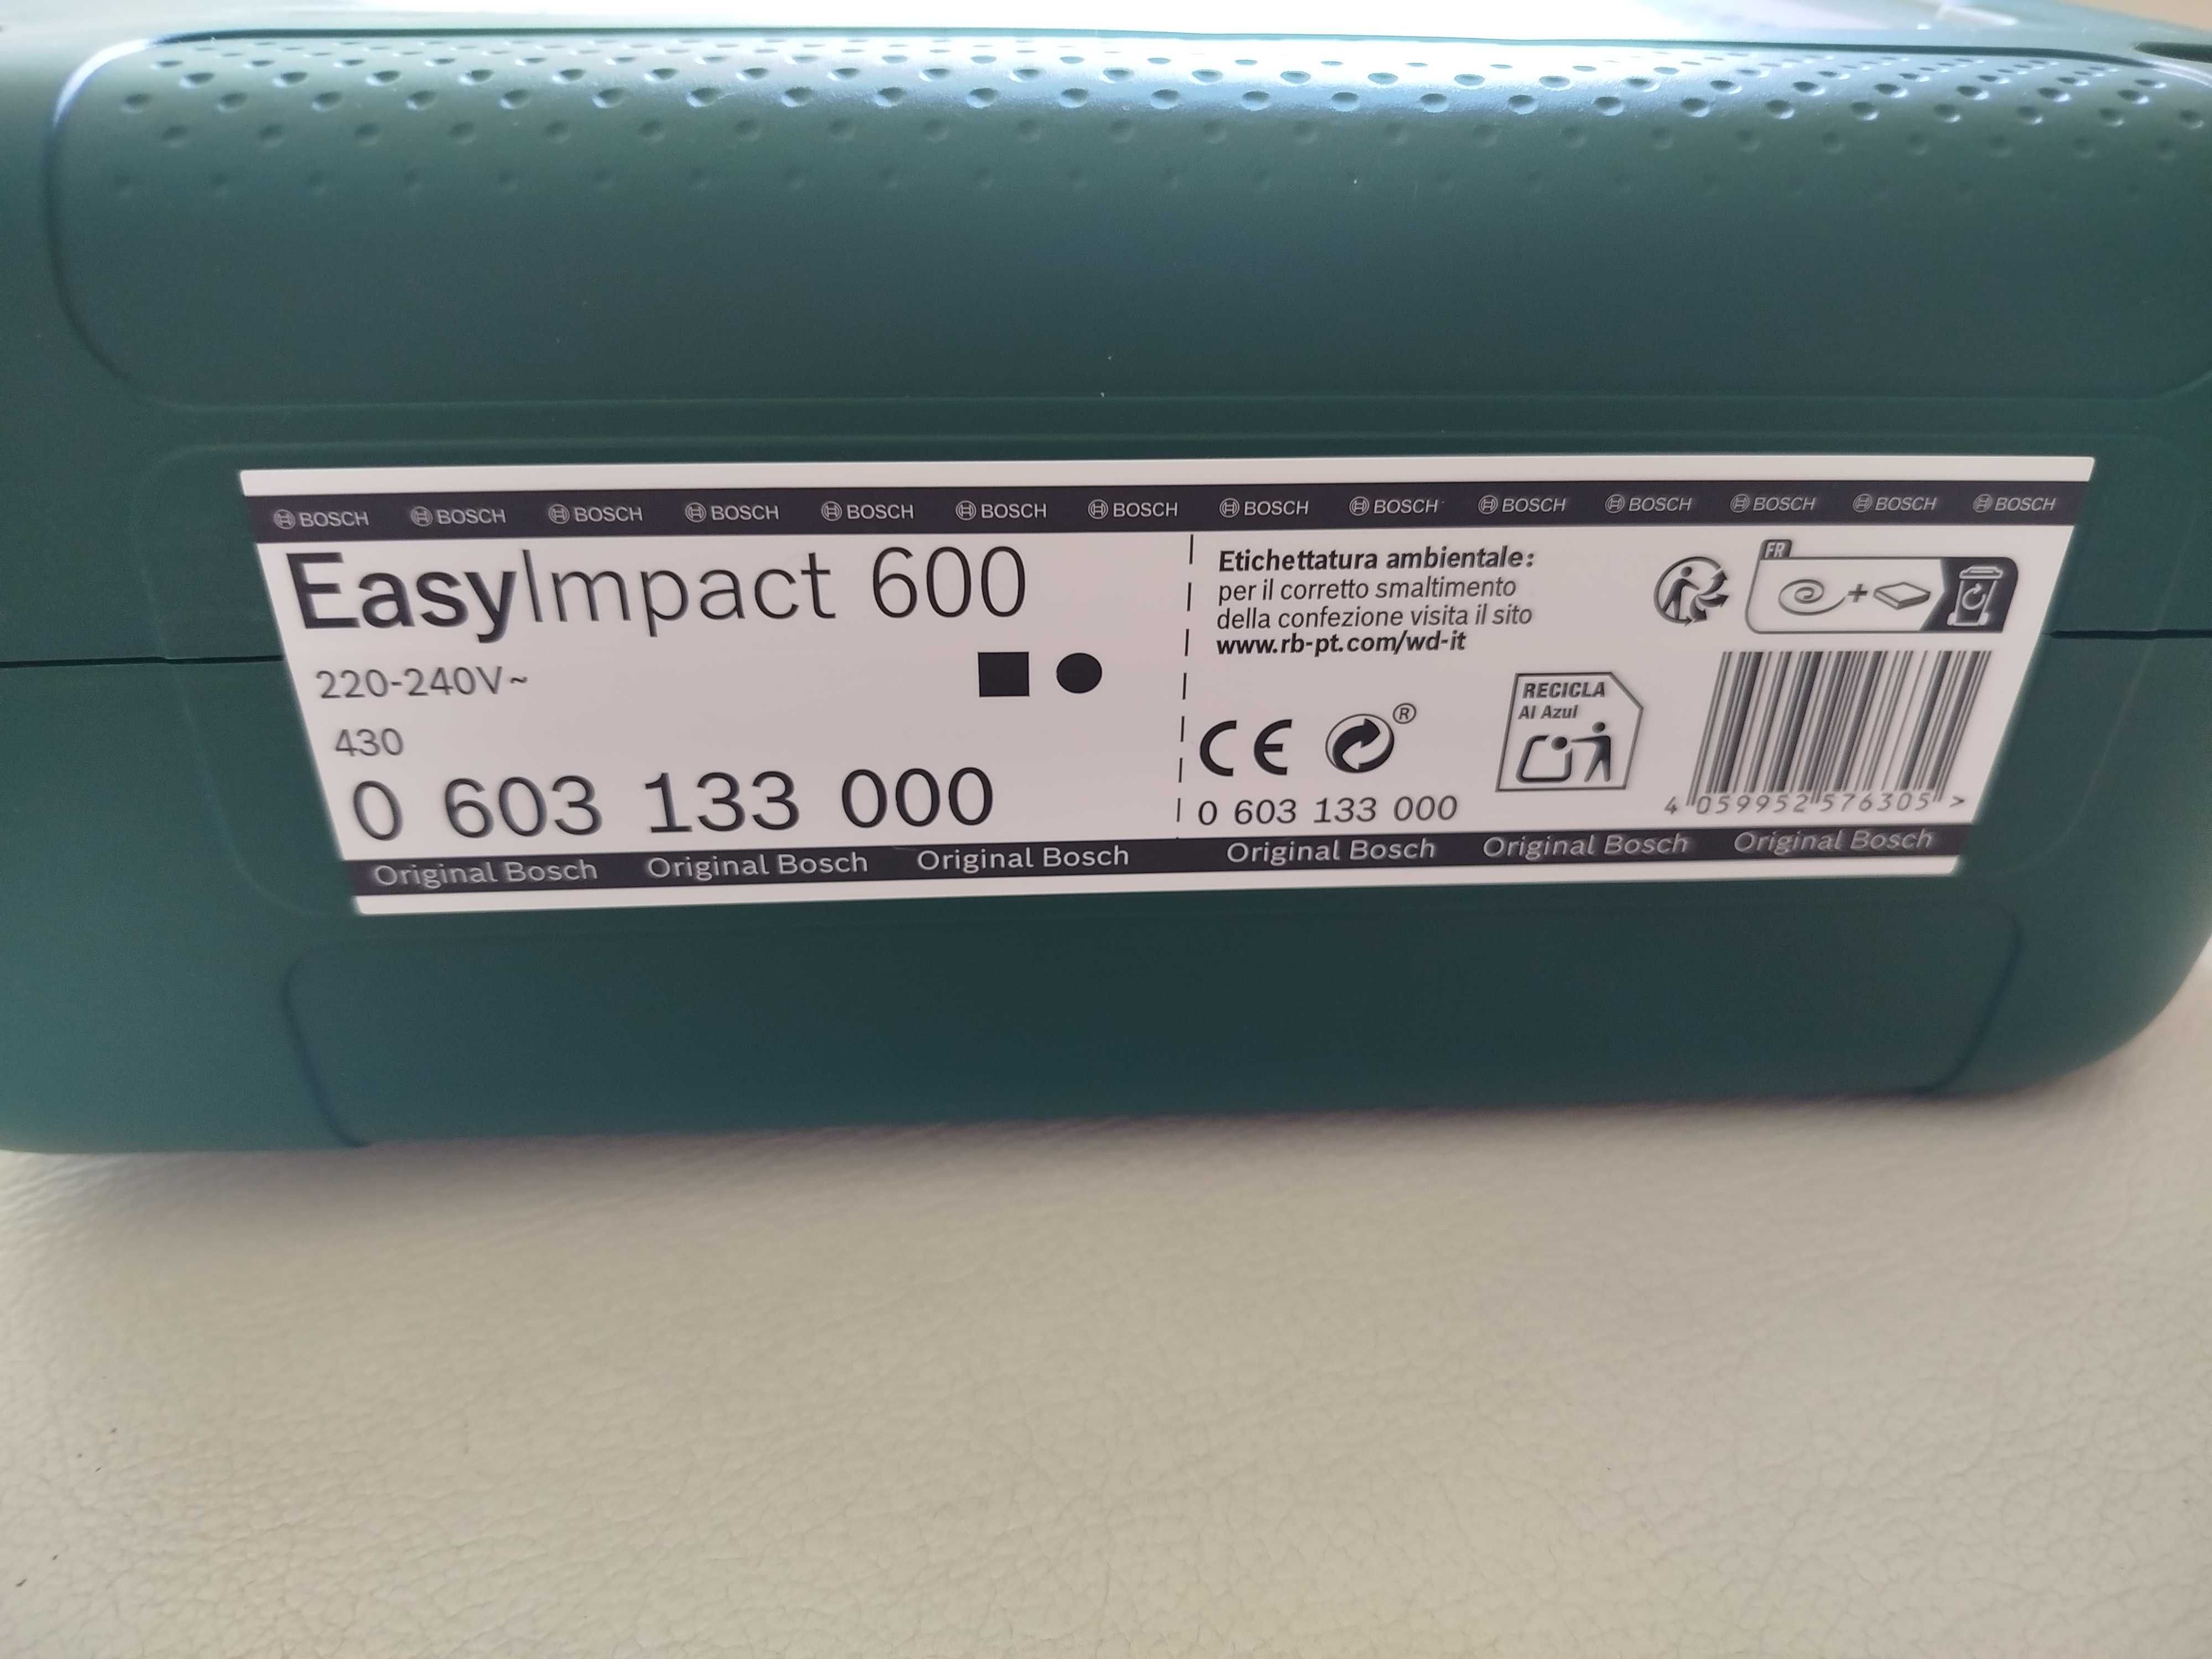 BOSCH BOSCH BOSCH BOSCH BOSCH BOSCH BOSCH BOSCH BOSCH BOSCH BOSCH BOSCH BOSCH BOSCH
EasyImpact 600
220-240V~
430
0 603 133 000
Etichettatura ambientale:
per il corretto smaltimento
della confezione visita il sito
www.rb-pt.com/wd-it
FR
CE ®
RECICLA
Al Azul
0 603 133 000
4 059952 576305 >
Original Bosch Original Bosch Original Bosch Original Bosch Original Bosch Original Bosch